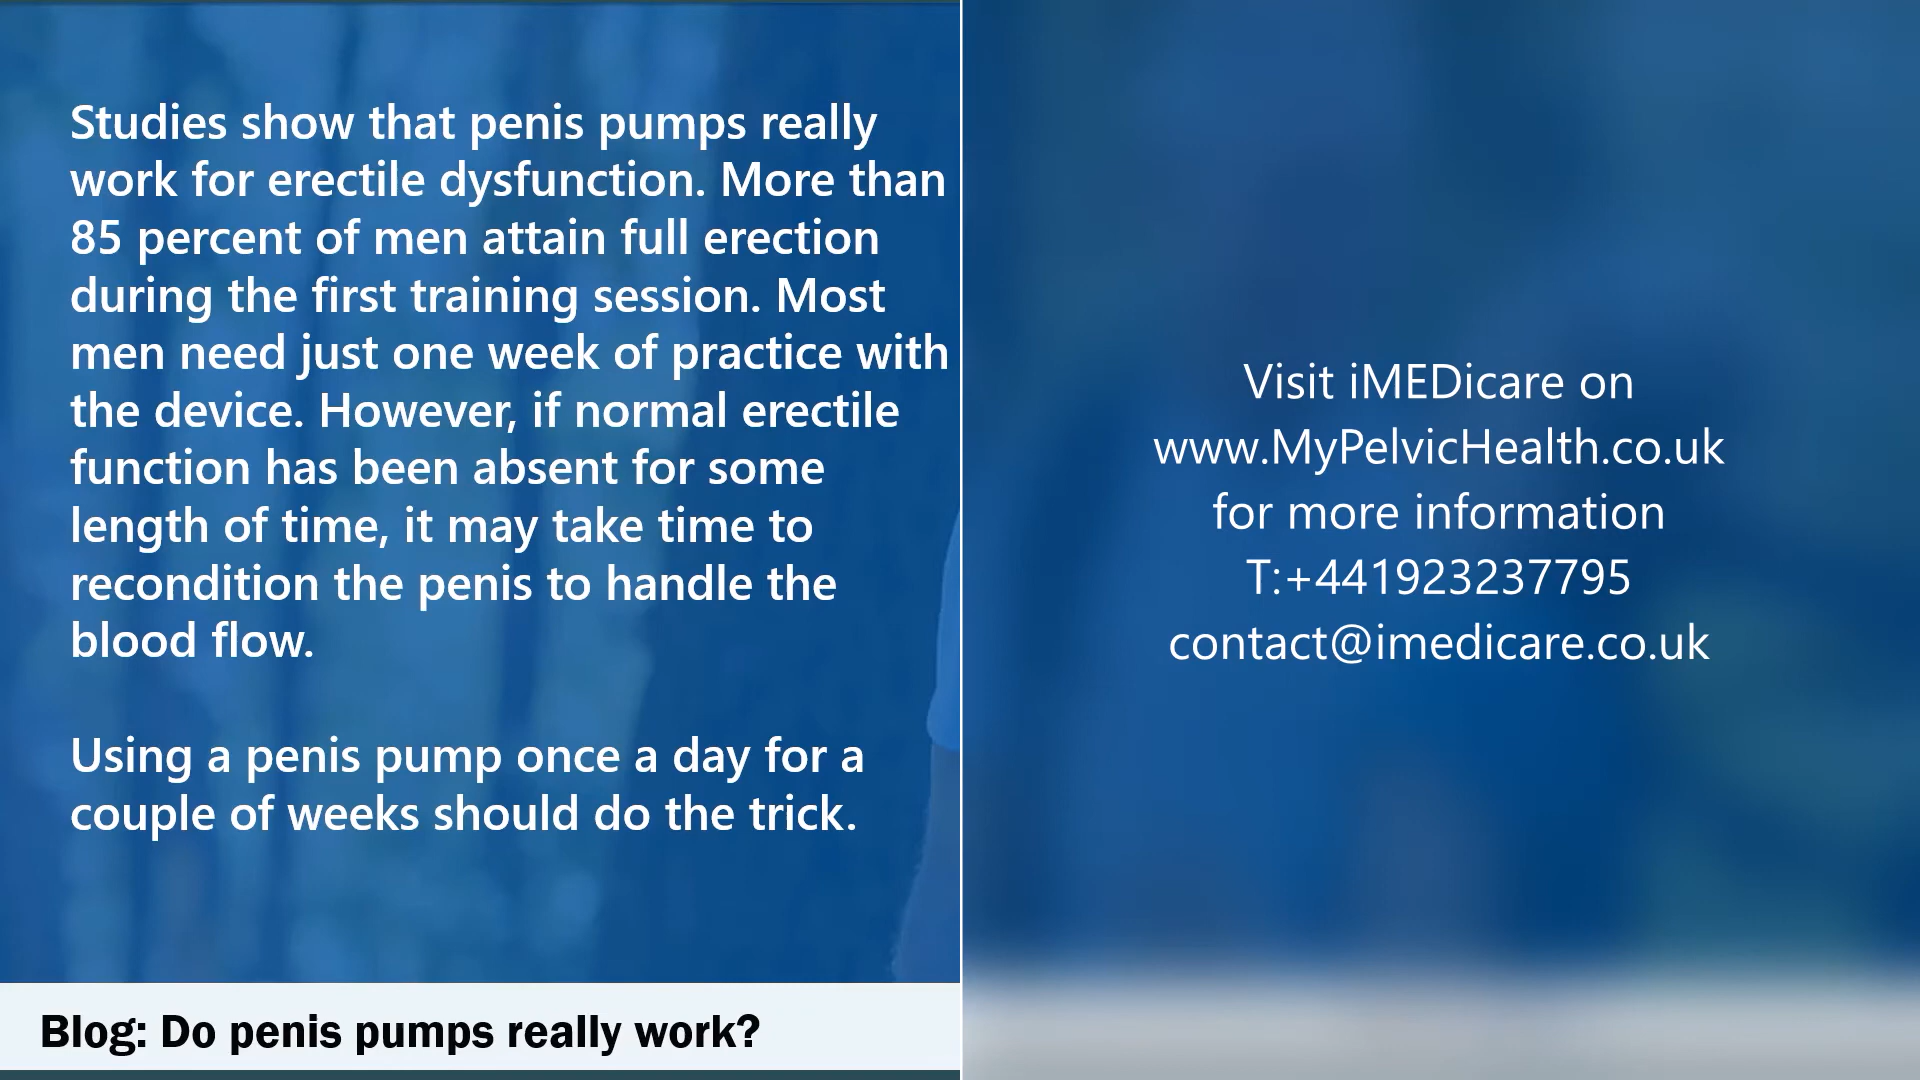 Studies show that penis pumps really
work for erectile dysfunction. More than
85 percent of men attain full erection
during the first training session. Most
men need just one week of practice with
the device. However, if normal erectile
function has been absent for some
length of time, it may take time to
recondition the penis to handle the
blood flow.
Using a penis pump once a day for a
couple of weeks should do the trick.
Blog: Do penis pumps really work?
Visit iMEDicare on
www.MyPelvicHealth.co.uk
for more information
T:+441923237795
contact@imedicare.co.uk